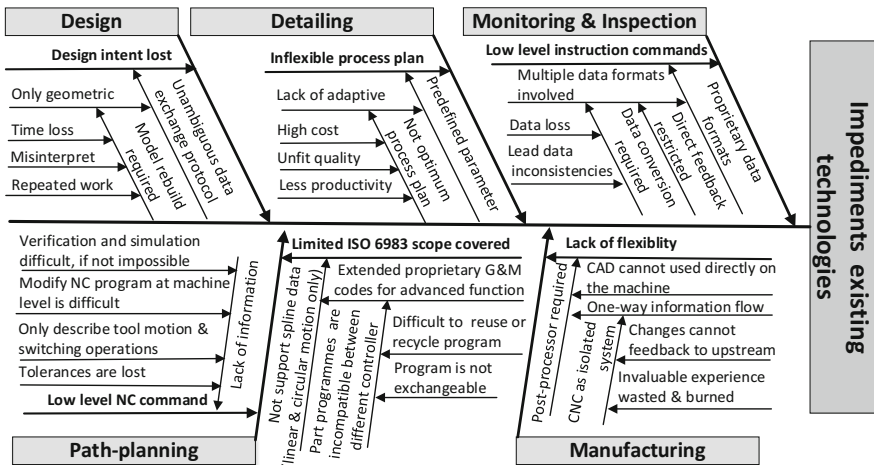 Design
Detailing
Monitoring & Inspection
Design intent lost
Only geometric
Time loss
Misinterpret
Repeated work
Model rebuild
required
Unambiguous data
exchange protocol
Inflexible process plan
Lack of adaptive
High cost
Unfit quality
Less productivity
Not optimum
process plan
Predefined parameter
Low level instruction commands
Multiple data formats
involved
Data loss
Lead data
inconsistencies
Data conversion
required
Direct feedback
restricted
Proprietary data
formats
Impediments existing
technologies
Verification and simulation
difficult, if not impossible
Modify NC program at machine
level is difficult
Only describe tool motion &
switching operations
Tolerances are lost
Low level NC command
Lack of information
Limited ISO 6983 scope covered
Not support spline data
(linear & circular motion only)
Extended proprietary G&M
codes for advanced function
Part programmes are
incompatible between
different controller
Difficult to reuse or
recycle program
Program is not
exchangeable
Lack of flexiblity
Post-processor required
CAD cannot used directly on
the machine
One-way information flow
CNC as isolated
system
Changes cannot
feedback to upstream
Invaluable experience
wasted & burned
Path-planning
Manufacturing